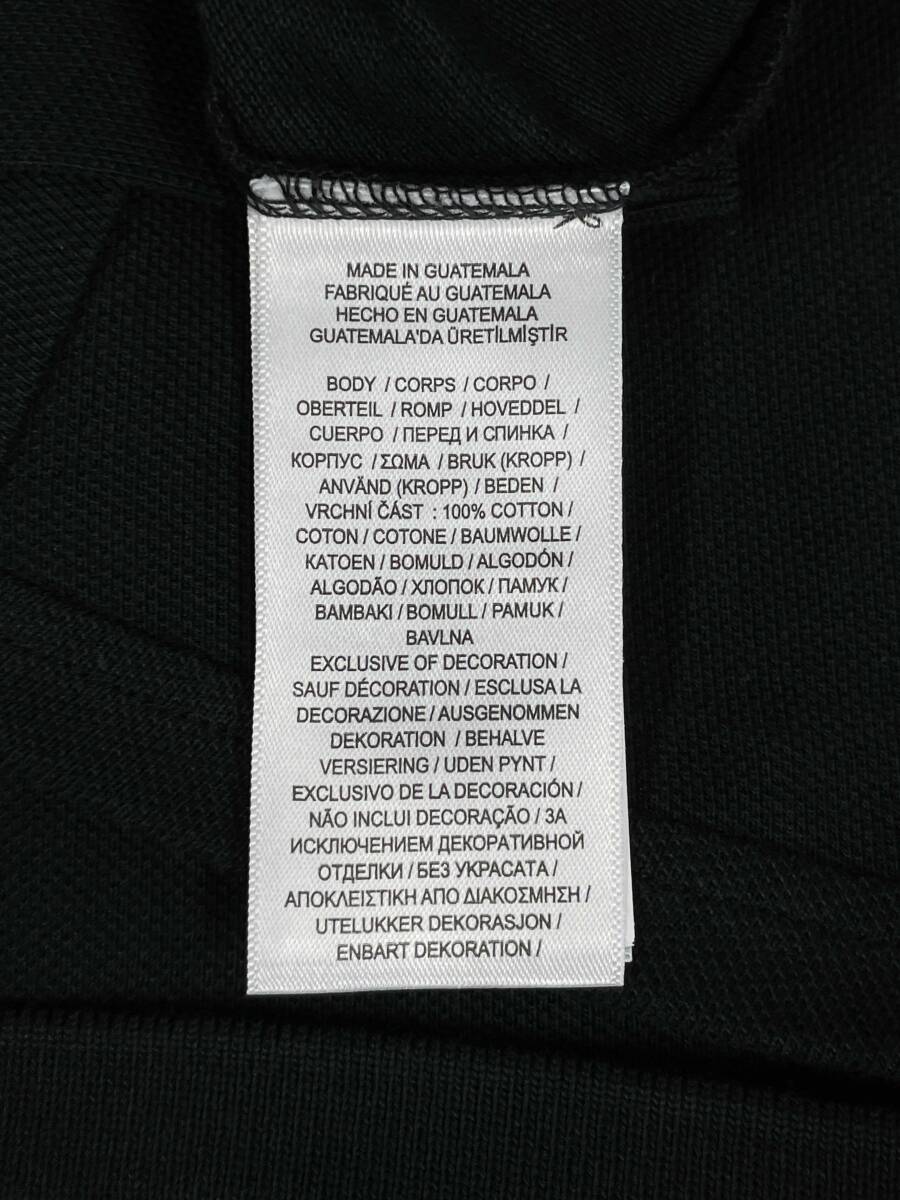 MADE IN GUATEMALA
FABRIQUÉ AU GUATEMALA
HECHO EN GUATEMALA
GUATEMALA'DA ÜRETİLMİŞTİR
BODY / CORPS / CORPO /
OBERTEIL / ROMP / HOVEDDEL /
CUERPO / ПЕРЕД И СПИНКА /
КОРПУС / ΣΩΜΑ / BRUK (KROPP) /
ANVÄND (KROPP) / BEDEN /
VRCHNÍ ČÁST : 100% COTTON /
COTON / COTONE / BAUMWOLLE /
KATOEN / BOMULD / ALGODÓN /
ALGODÃO / ХЛОПОК / ПАМУК /
BAMBAKI / BOMULL / PAMUK /
BAVLNA
EXCLUSIVE OF DECORATION /
SAUF DÉCORATION / ESCLUSA LA
DECORAZIONE / AUSGENOMMEN
DEKORATION / BEHALVE
VERSIERING / UDEN PYNT /
EXCLUSIVO DE LA DECORACIÓN /
NÃO INCLUI DECORAÇÃO / ЗА
ИСКЛЮЧЕНИЕМ ДЕКОРАТИВНОЙ
ОТДЕЛКИ / БЕЗ УКРАСАТА /
ΑΠΟΚΛΕΙΣΤΙΚΗ ΑΠΟ ΔΙΑΚΟΣΜΗΣΗ /
UTELUKKER DEKORASJON /
ENBART DEKORATION /